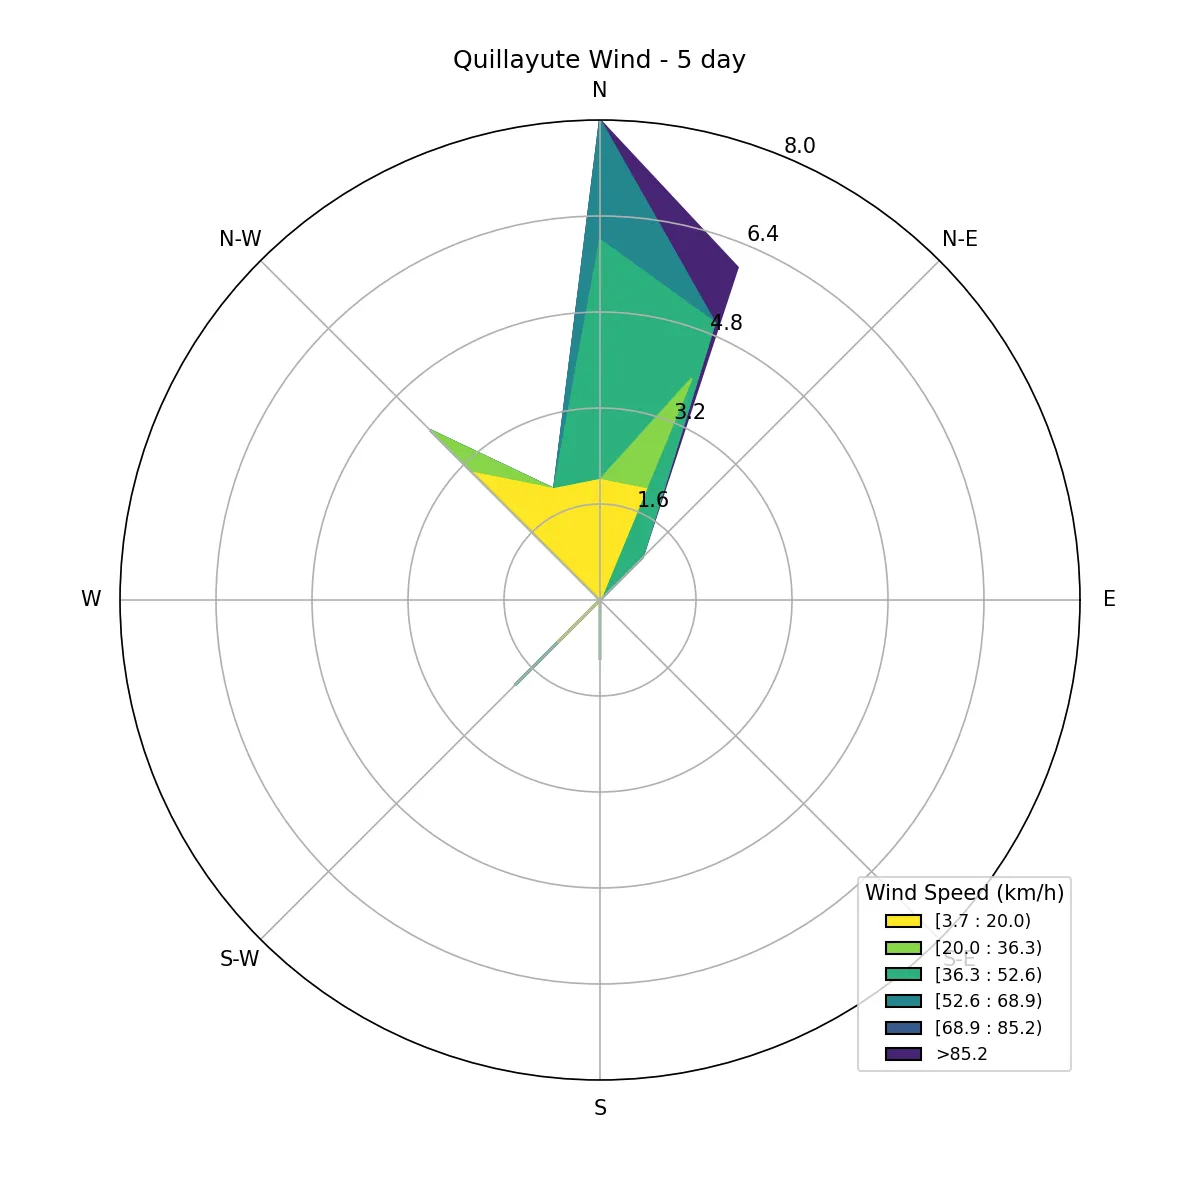 Quillayute Wind - 5 day
N
8.0
6.4
N-W
N-E
4.8
3.2
1.6
W
E
S-W
S-E
S
Wind Speed (km/h)
[3.7 : 20.0)
[20.0 : 36.3)
[36.3 : 52.6)
[52.6 : 68.9)
[68.9 : 85.2)
>85.2